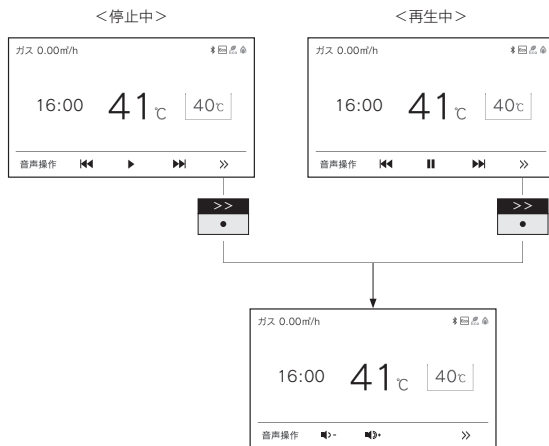 <停止中>
<再生中>
ガス 0.00㎥/h
16:00 41℃ 40℃
音声操作 ⏮ ▶ ⏭ »
ガス 0.00㎥/h
16:00 41℃ 40℃
音声操作 ⏮ ⏸ ⏭ »
>>
>>
ガス 0.00㎥/h
16:00 41℃ 40℃
音声操作 - + »